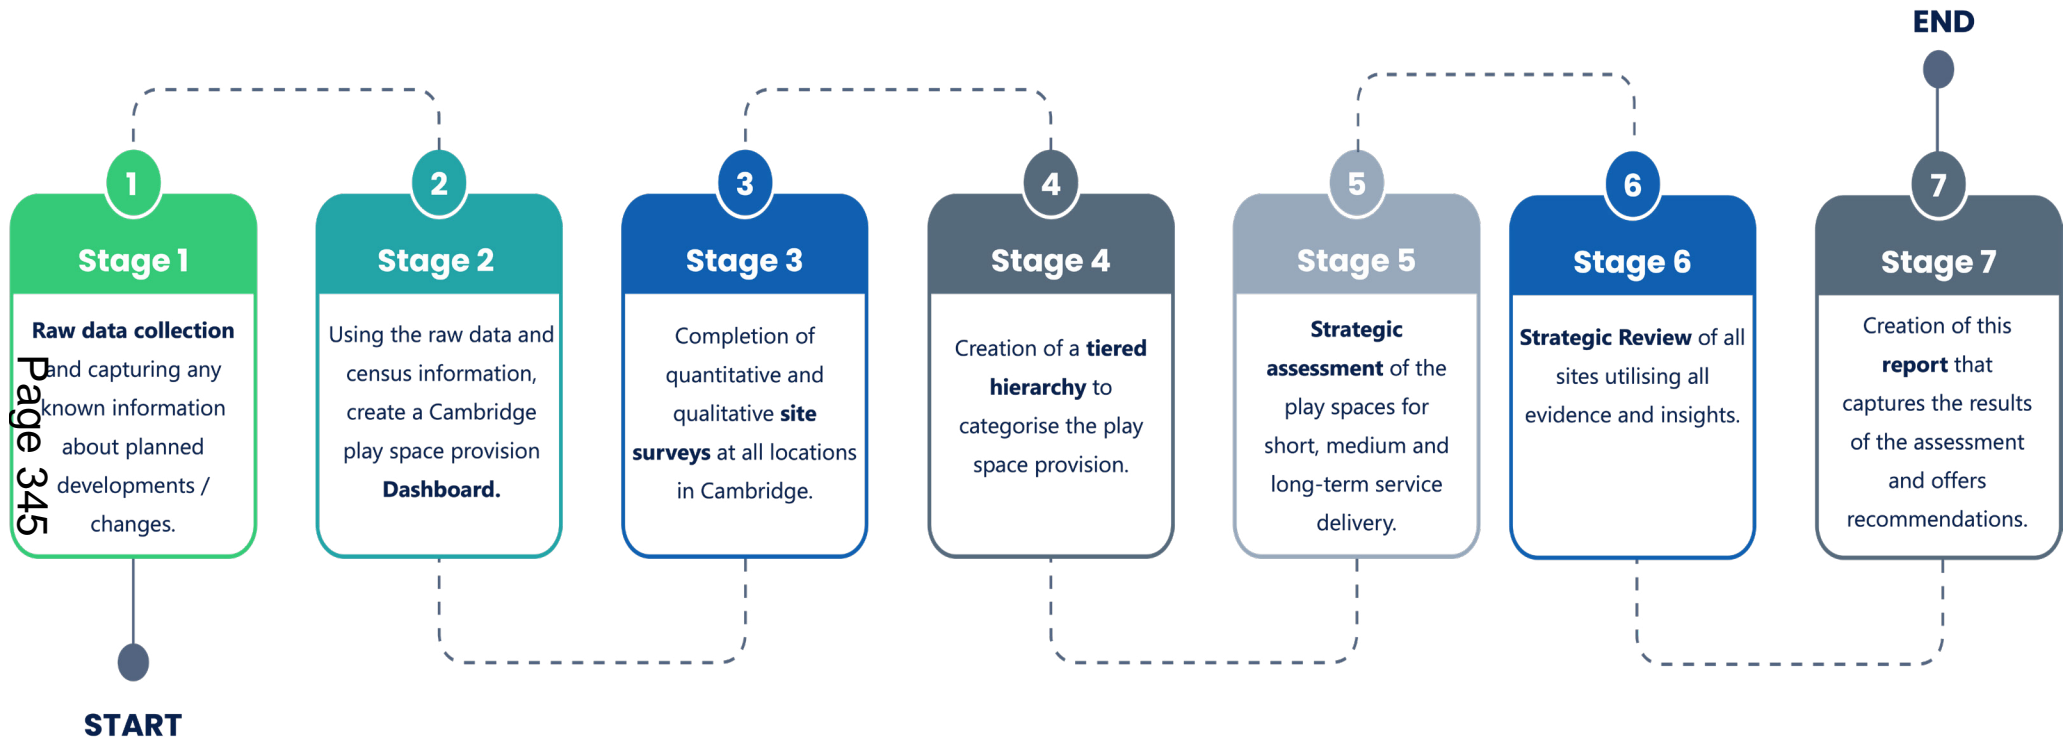 END
1
Stage 1
Raw data collection
and capturing any
known information
about planned
developments /
changes.
START
Page 345
2
Stage 2
Using the raw data and
census information,
create a Cambridge
play space provision
Dashboard.
3
Stage 3
Completion of
quantitative and
qualitative site
surveys at all locations
in Cambridge.
4
Stage 4
Creation of a tiered
hierarchy to
categorise the play
space provision.
5
Stage 5
Strategic
assessment of the
play spaces for
short, medium and
long-term service
delivery.
6
Stage 6
Strategic Review of all
sites utilising all
evidence and insights.
7
Stage 7
Creation of this
report that
captures the results
of the assessment
and offers
recommendations.